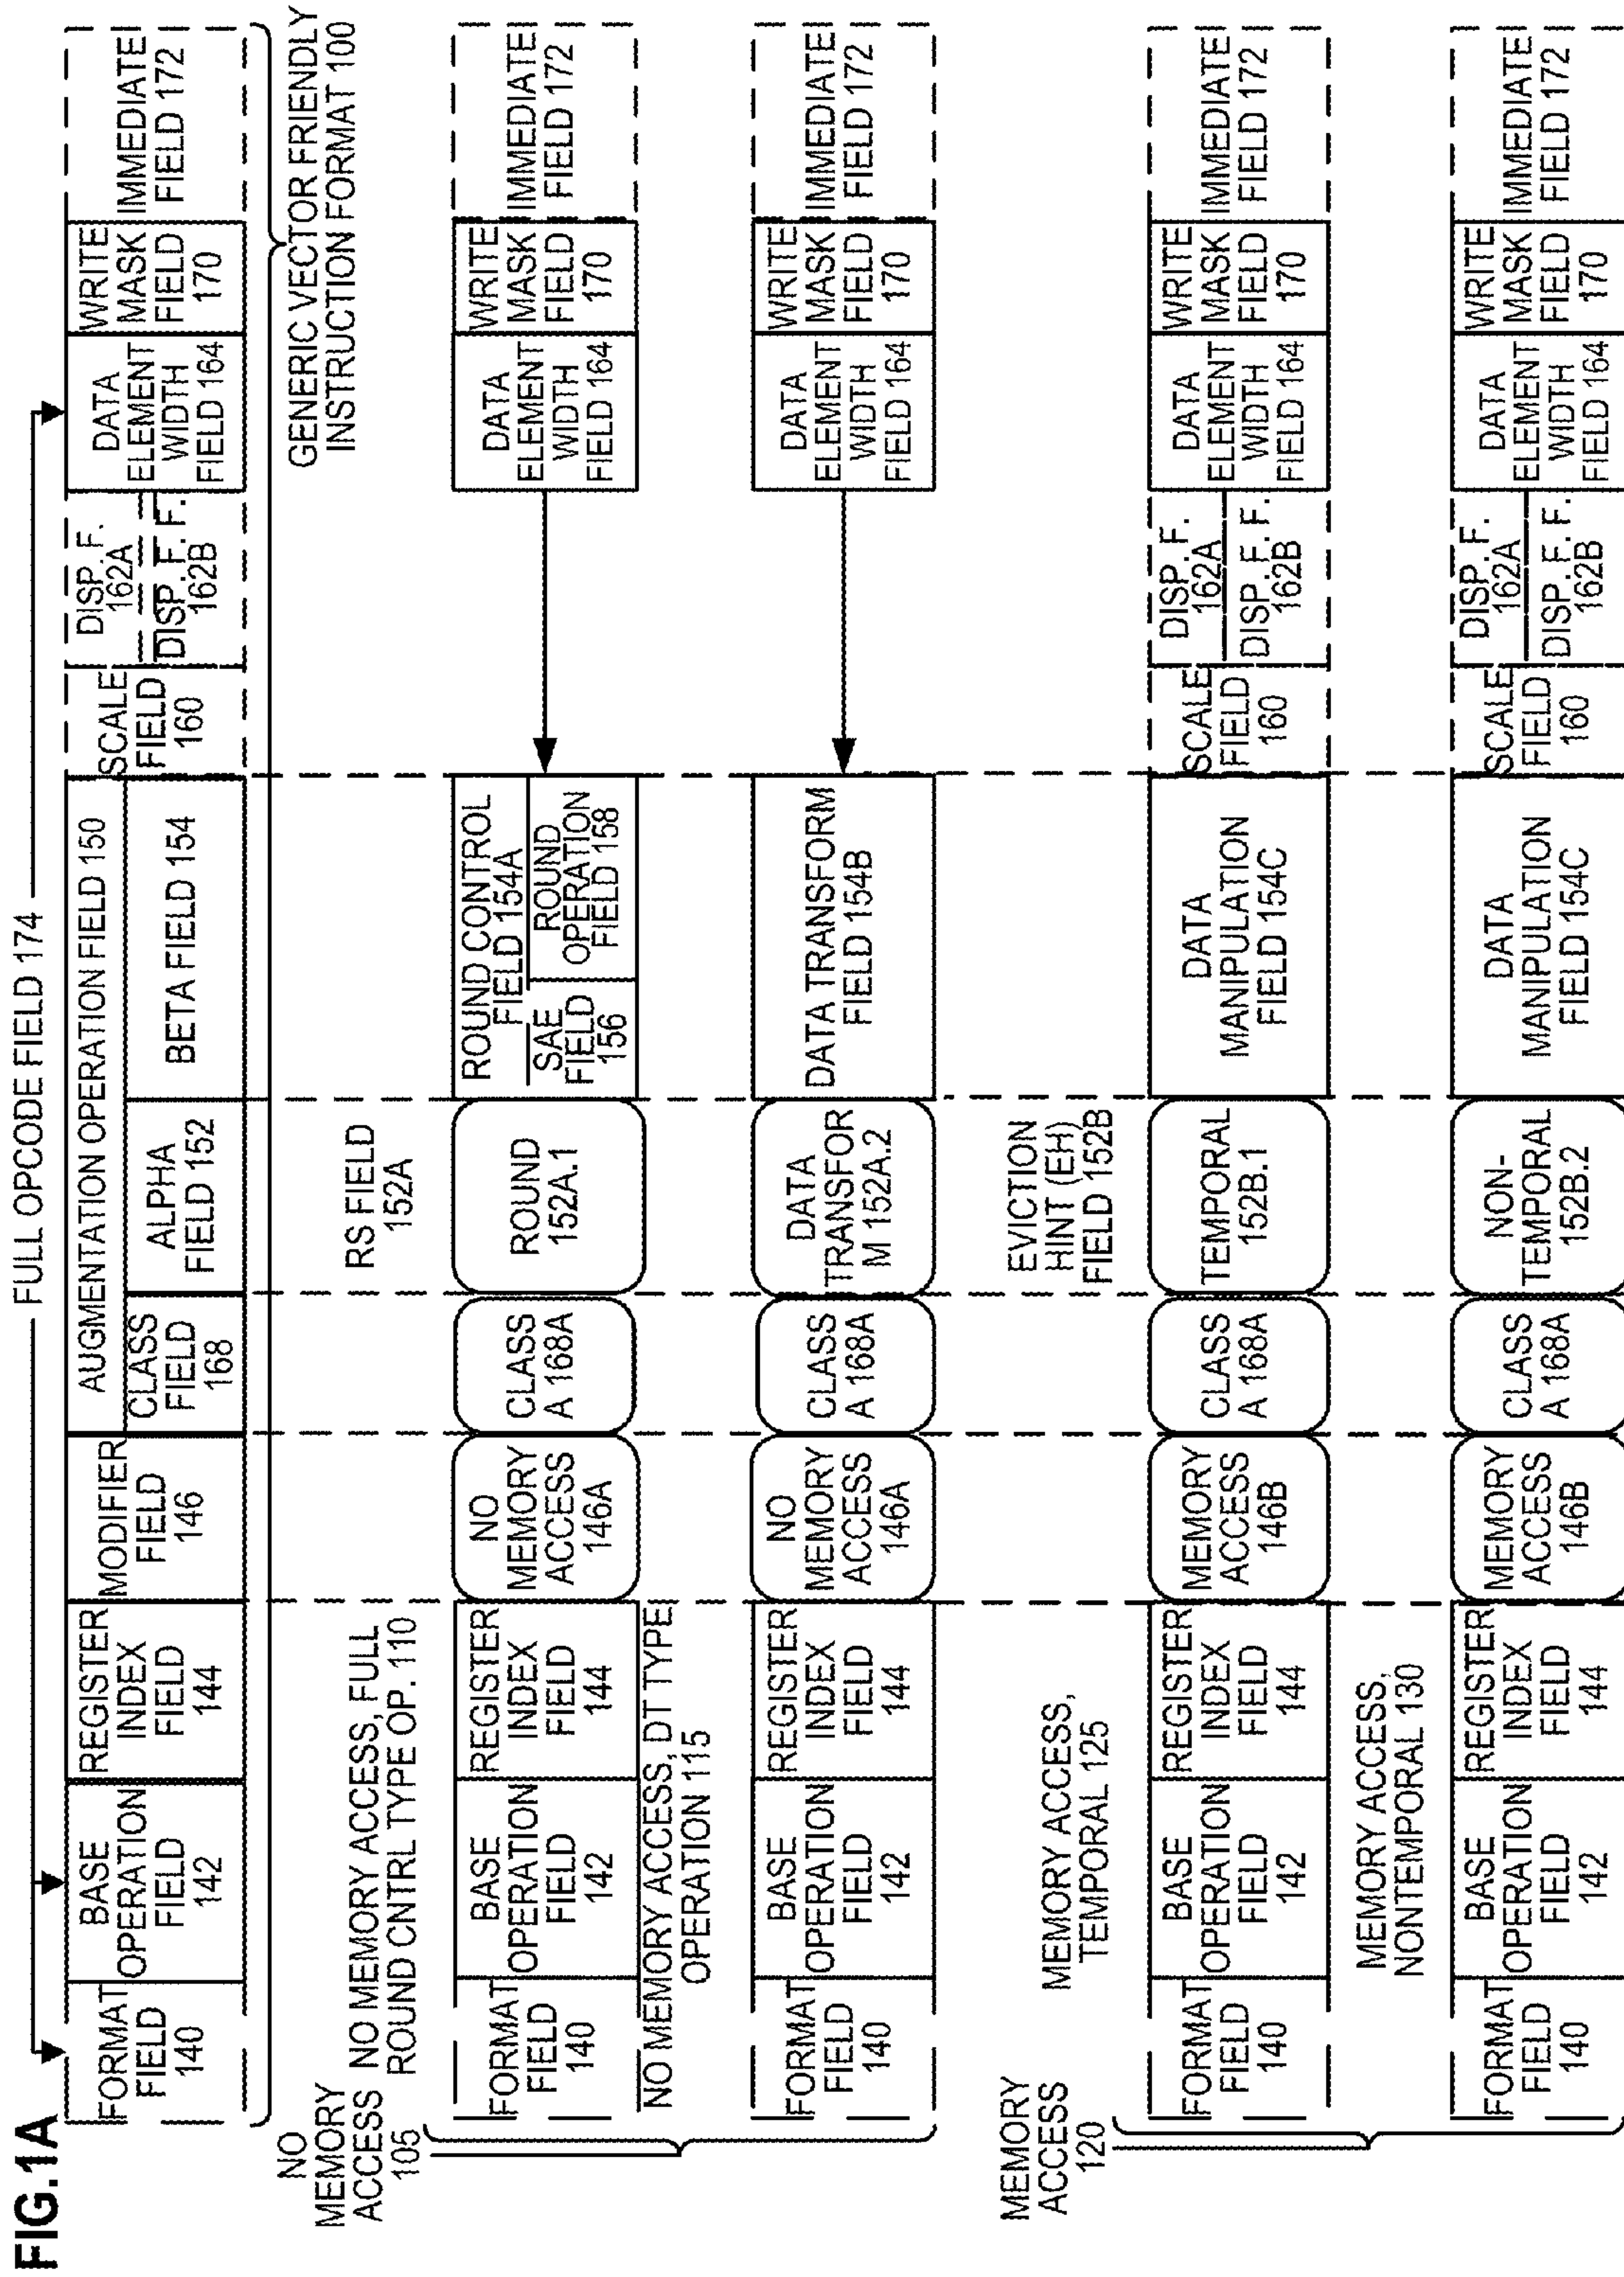 FIG.1A
FULL OPCODE FIELD 174
FORMAT
FIELD
140
BASE
OPERATION
FIELD
142
REGISTER
INDEX
FIELD
144
MODIFIER
FIELD
146
AUGMENTATION OPERATION FIELD 150
CLASS
FIELD
168
ALPHA
FIELD 152
BETA FIELD 154
SCALE
FIELD
160
DISP. F.
162A
DISP. F. F.
162B
DATA
ELEMENT
WIDTH
FIELD 164
WRITE
MASK
FIELD
170
IMMEDIATE
FIELD 172
GENERIC VECTOR FRIENDLY
INSTRUCTION FORMAT 100
NO
MEMORY
ACCESS
105
NO MEMORY ACCESS, FULL
ROUND CNTRL TYPE OP. 110
RS FIELD
152A
FORMAT
FIELD
140
BASE
OPERATION
FIELD
142
REGISTER
INDEX
FIELD
144
NO
MEMORY
ACCESS
146A
CLASS
A 168A
ROUND
152A.1
ROUND CONTROL
FIELD 154A
SAE
FIELD
156
ROUND
OPERATION
FIELD 158
DATA
ELEMENT
WIDTH
FIELD 164
WRITE
MASK
FIELD
170
IMMEDIATE
FIELD 172
NO MEMORY ACCESS, DT TYPE
OPERATION 115
FORMAT
FIELD
140
BASE
OPERATION
FIELD
142
REGISTER
INDEX
FIELD
144
NO
MEMORY
ACCESS
146A
CLASS
A 168A
DATA
TRANSFOR
M 152A.2
DATA TRANSFORM
FIELD 154B
DATA
ELEMENT
WIDTH
FIELD 164
WRITE
MASK
FIELD
170
IMMEDIATE
FIELD 172
MEMORY
ACCESS
120
MEMORY ACCESS,
TEMPORAL 125
EVICTION
HINT (EH)
FIELD 152B
FORMAT
FIELD
140
BASE
OPERATION
FIELD
142
REGISTER
INDEX
FIELD
144
MEMORY
ACCESS
146B
CLASS
A 168A
TEMPORAL
152B.1
DATA
MANIPULATION
FIELD 154C
SCALE
FIELD
160
DISP. F.
162A
DISP. F. F.
162B
DATA
ELEMENT
WIDTH
FIELD 164
WRITE
MASK
FIELD
170
IMMEDIATE
FIELD 172
MEMORY ACCESS,
NONTEMPORAL 130
FORMAT
FIELD
140
BASE
OPERATION
FIELD
142
REGISTER
INDEX
FIELD
144
MEMORY
ACCESS
146B
CLASS
A 168A
NON-
TEMPORAL
152B.2
DATA
MANIPULATION
FIELD 154C
SCALE
FIELD
160
DISP. F.
162A
DISP. F. F.
162B
DATA
ELEMENT
WIDTH
FIELD 164
WRITE
MASK
FIELD
170
IMMEDIATE
FIELD 172